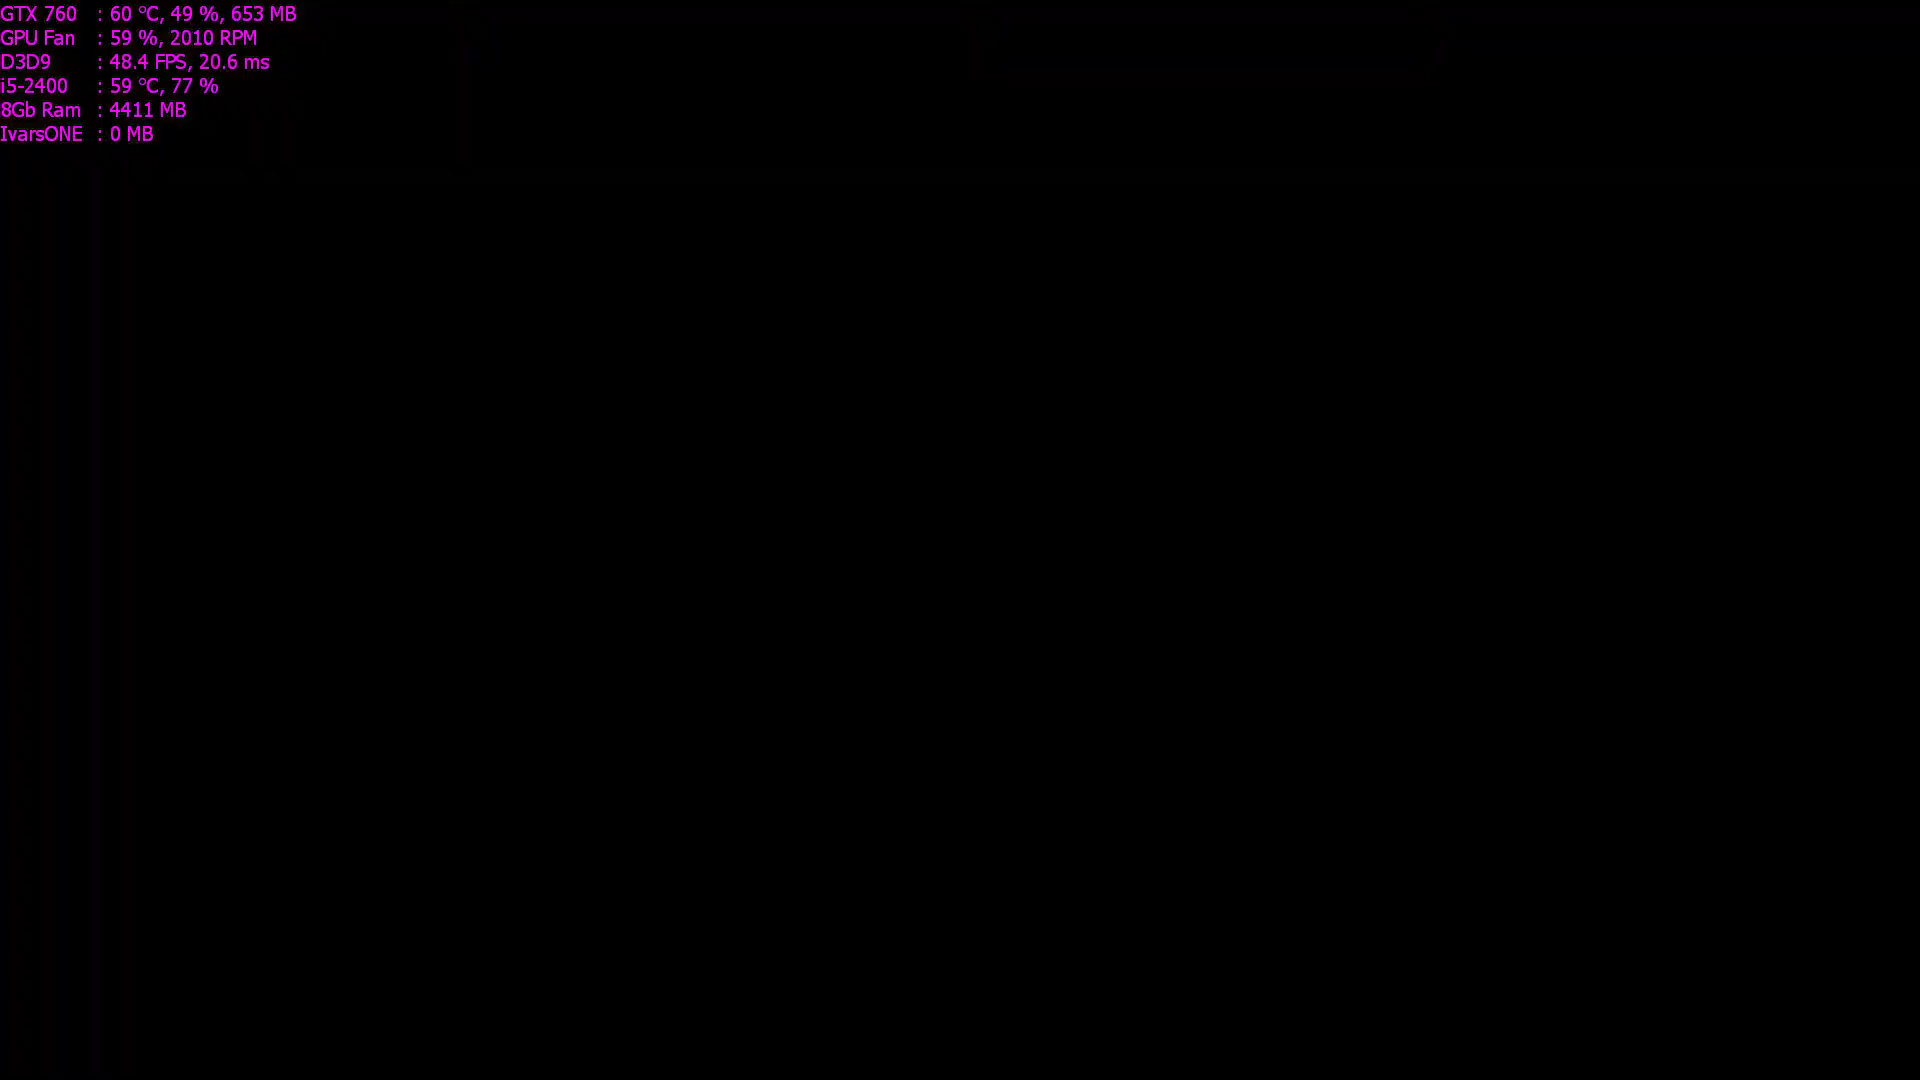 GTX 760 : 60 °C, 49 %, 653 MB
GPU Fan : 59 %, 2010 RPM
D3D9 : 48.4 FPS, 20.6 ms
i5-2400 : 59 °C, 77 %
8Gb Ram : 4411 MB
IvarsONE : 0 MB